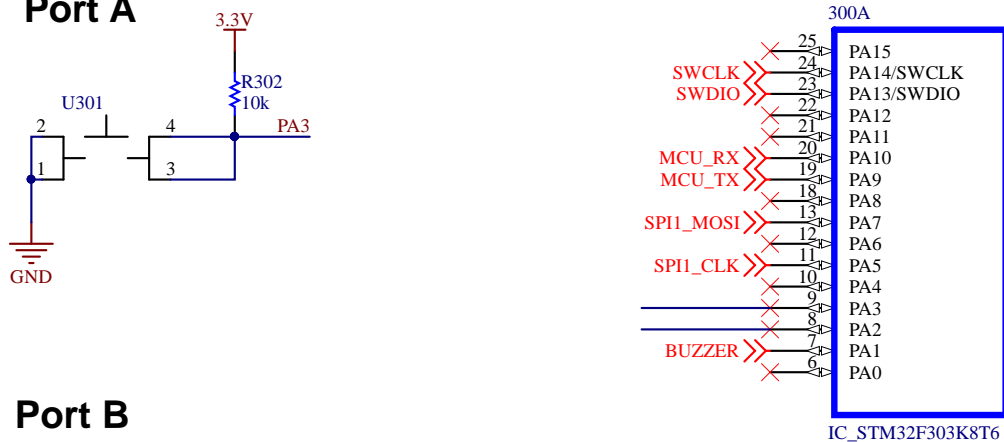 Port A
3.3V
R302
10k
U301
2
4
PA3
1
3
GND
Port B
300A
25
PA15
SWCLK
24
PA14/SWCLK
SWDIO
23
PA13/SWDIO
22
PA12
21
PA11
MCU_RX
20
PA10
MCU_TX
19
PA9
18
PA8
SPI1_MOSI
13
PA7
12
PA6
SPI1_CLK
11
PA5
10
PA4
9
PA3
8
PA2
BUZZER
7
PA1
6
PA0
IC_STM32F303K8T6